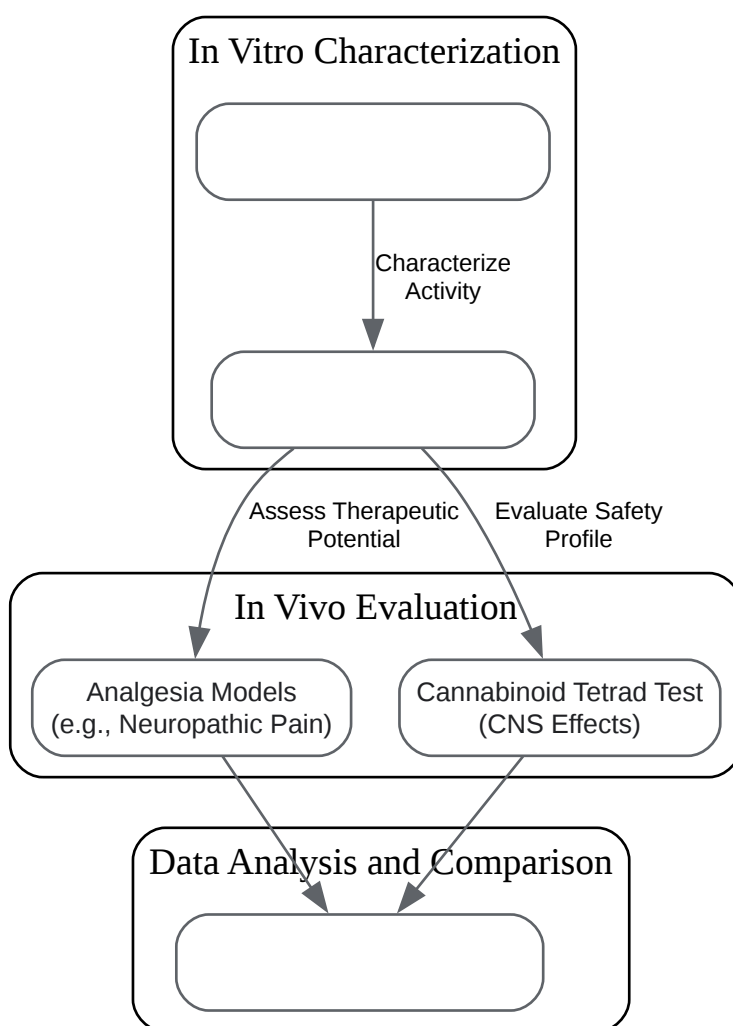 In Vitro Characterization
Characterize
Activity
Assess Therapeutic
Potential
Evaluate Safety
Profile
In Vivo Evaluation
Analgesia Models
(e.g., Neuropathic Pain)
Cannabinoid Tetrad Test
(CNS Effects)
Data Analysis and Comparison